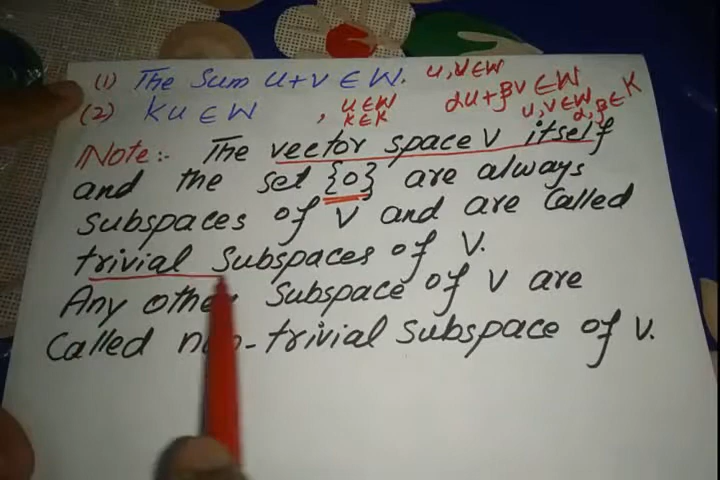 (1) The Sum u+v ∈ W. u,v∈W
(2) Ku ∈ W , u∈W K∈K αu+βv ∈ W u,v∈W α,β∈K
Note:- The vector space V itself
and the set {0} are always
subspaces of V and are called
trivial Subspaces of V.
Any other Subspace of V are
Called non-trivial subspace of V.